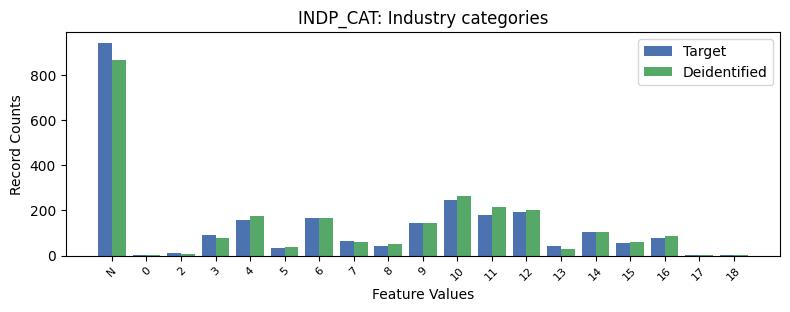 INDP_CAT: Industry categories
Target
Deidentified
Record Counts
800
600
400
200
0
N 0 2 3 4 5 6 7 8 9 10 11 12 13 14 15 16 17 18
Feature Values